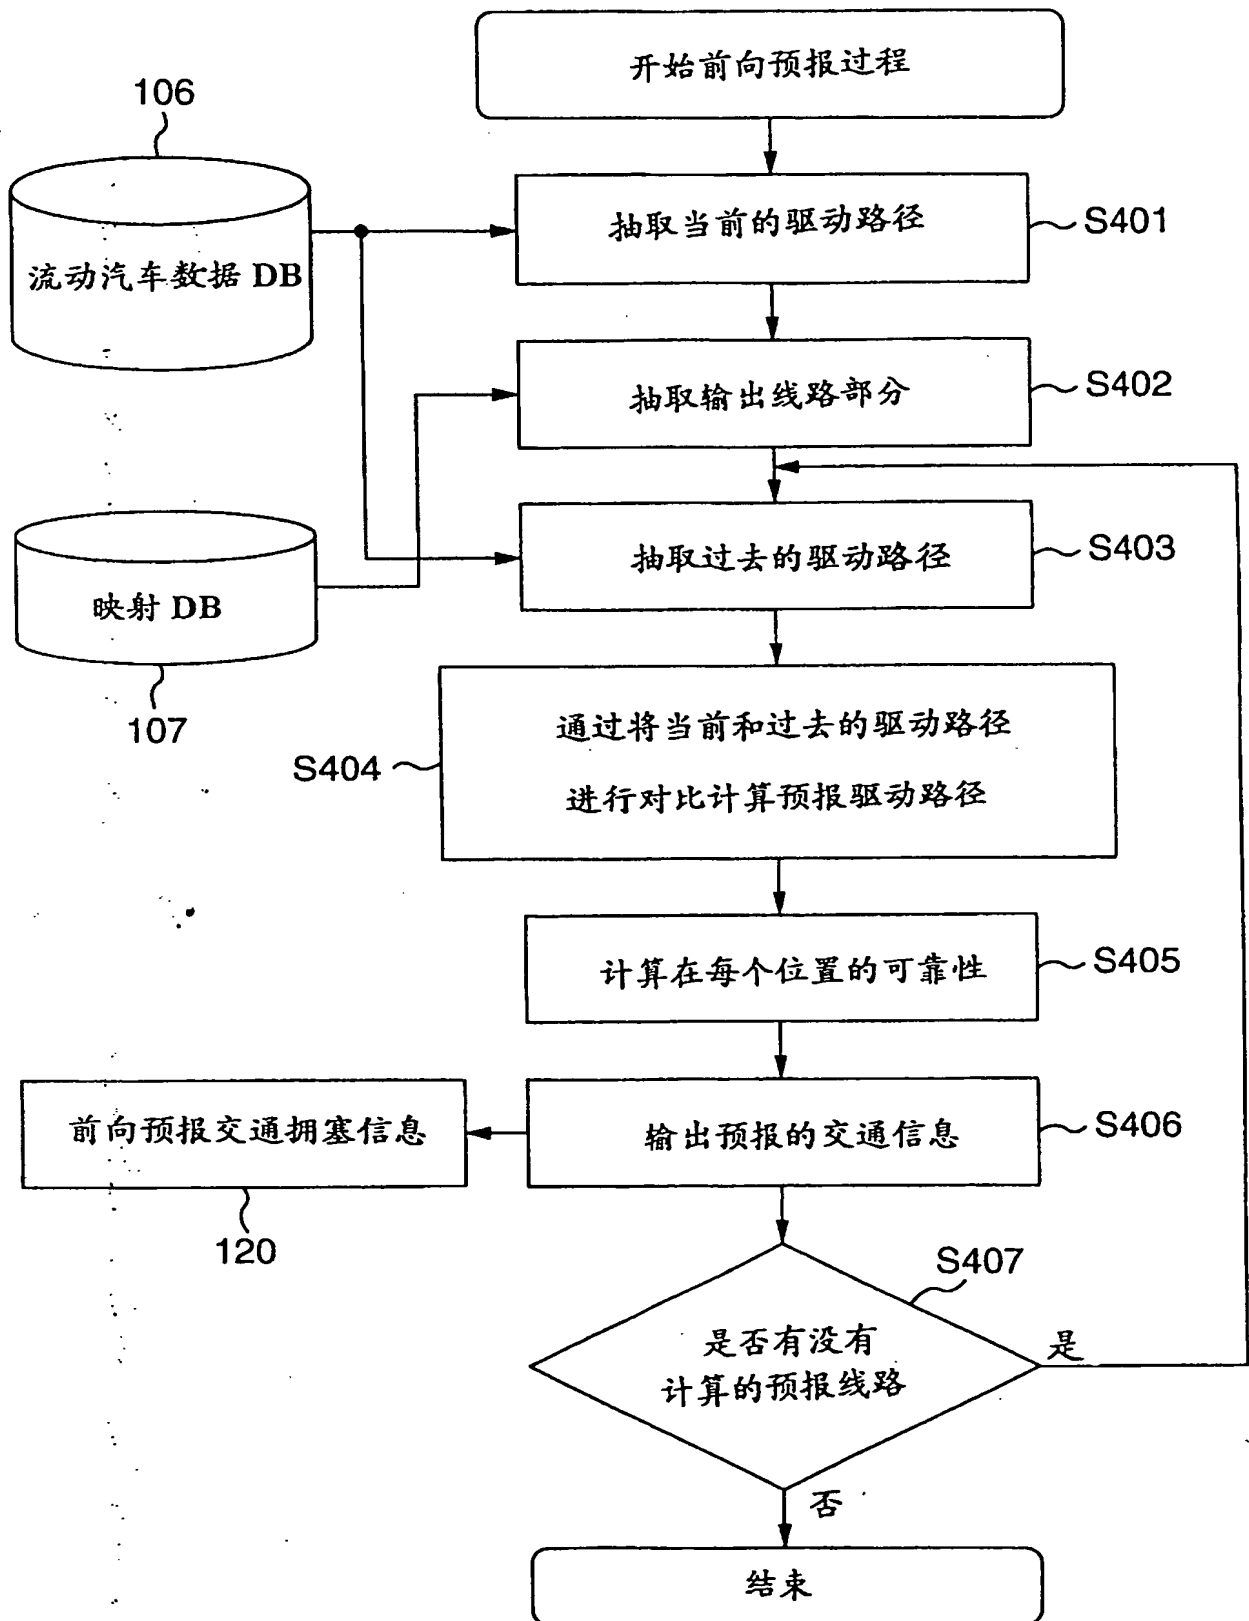 开始前向预报过程
106
抽取当前的驱动路径
S401
流动汽车数据 DB
抽取输出线路部分
S402
抽取过去的驱动路径
S403
映射 DB
107
通过将当前和过去的驱动路径
进行对比计算预报驱动路径
S404
计算在每个位置的可靠性
S405
前向预报交通拥塞信息
120
输出预报的交通信息
S406
S407
是否有没有
计算的预报线路
是
否
结束